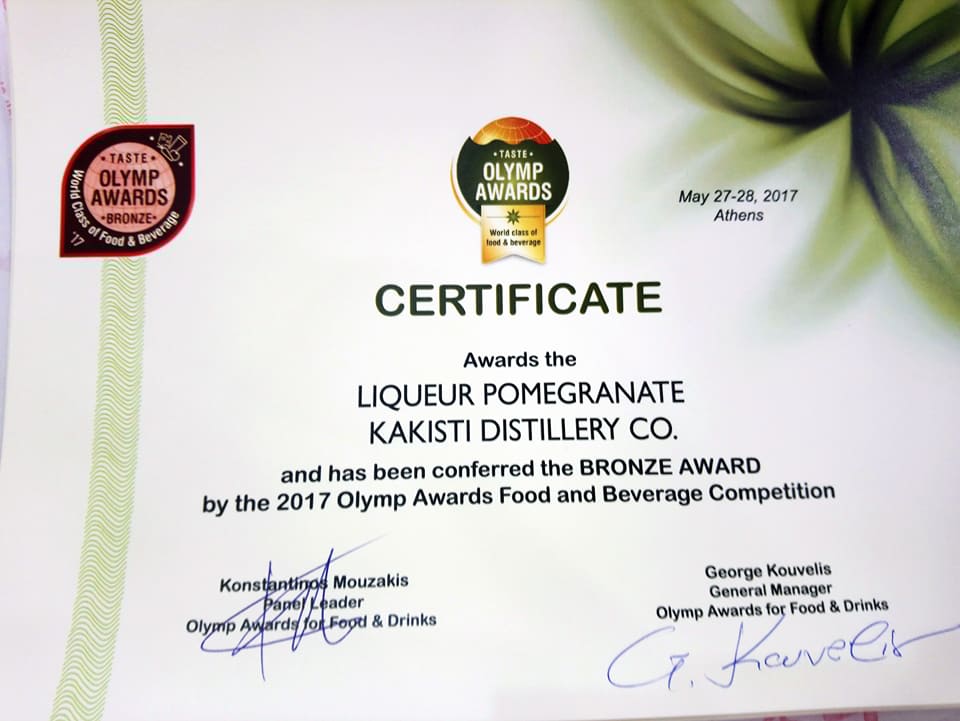 • TASTE •
OLYMP
AWARDS
• BRONZE •
World Class of Food & Beverage
'17
• TASTE •
OLYMP
AWARDS
World class of
food & beverage
May 27-28, 2017
Athens
CERTIFICATE
Awards the
LIQUEUR POMEGRANATE
KAKISTI DISTILLERY CO.
and has been conferred the BRONZE AWARD
by the 2017 Olymp Awards Food and Beverage Competition
Konstantinos Mouzakis
Panel Leader
Olymp Awards for Food & Drinks
George Kouvelis
General Manager
Olymp Awards for Food & Drinks
G. Kouvelis